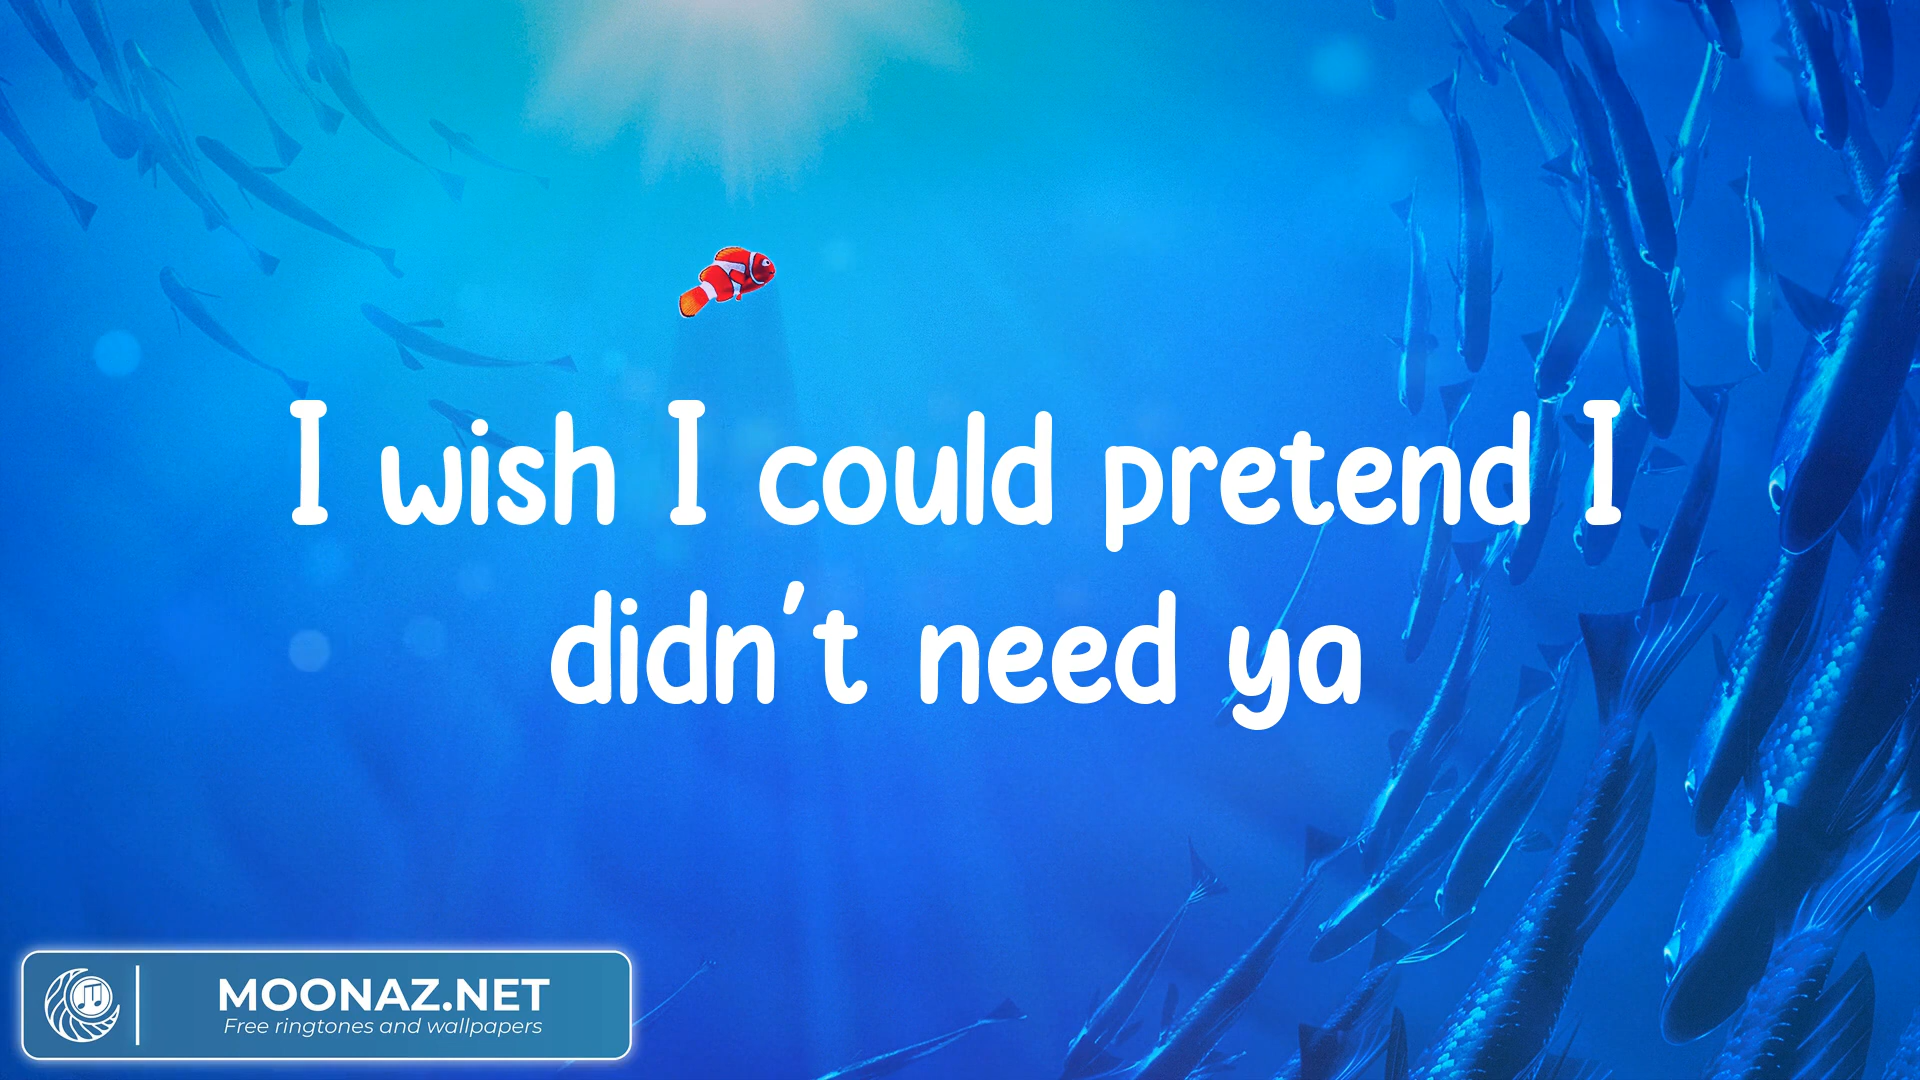 I wish I could pretend I
didn't need ya
MOONAZ.NET
Free ringtones and wallpapers